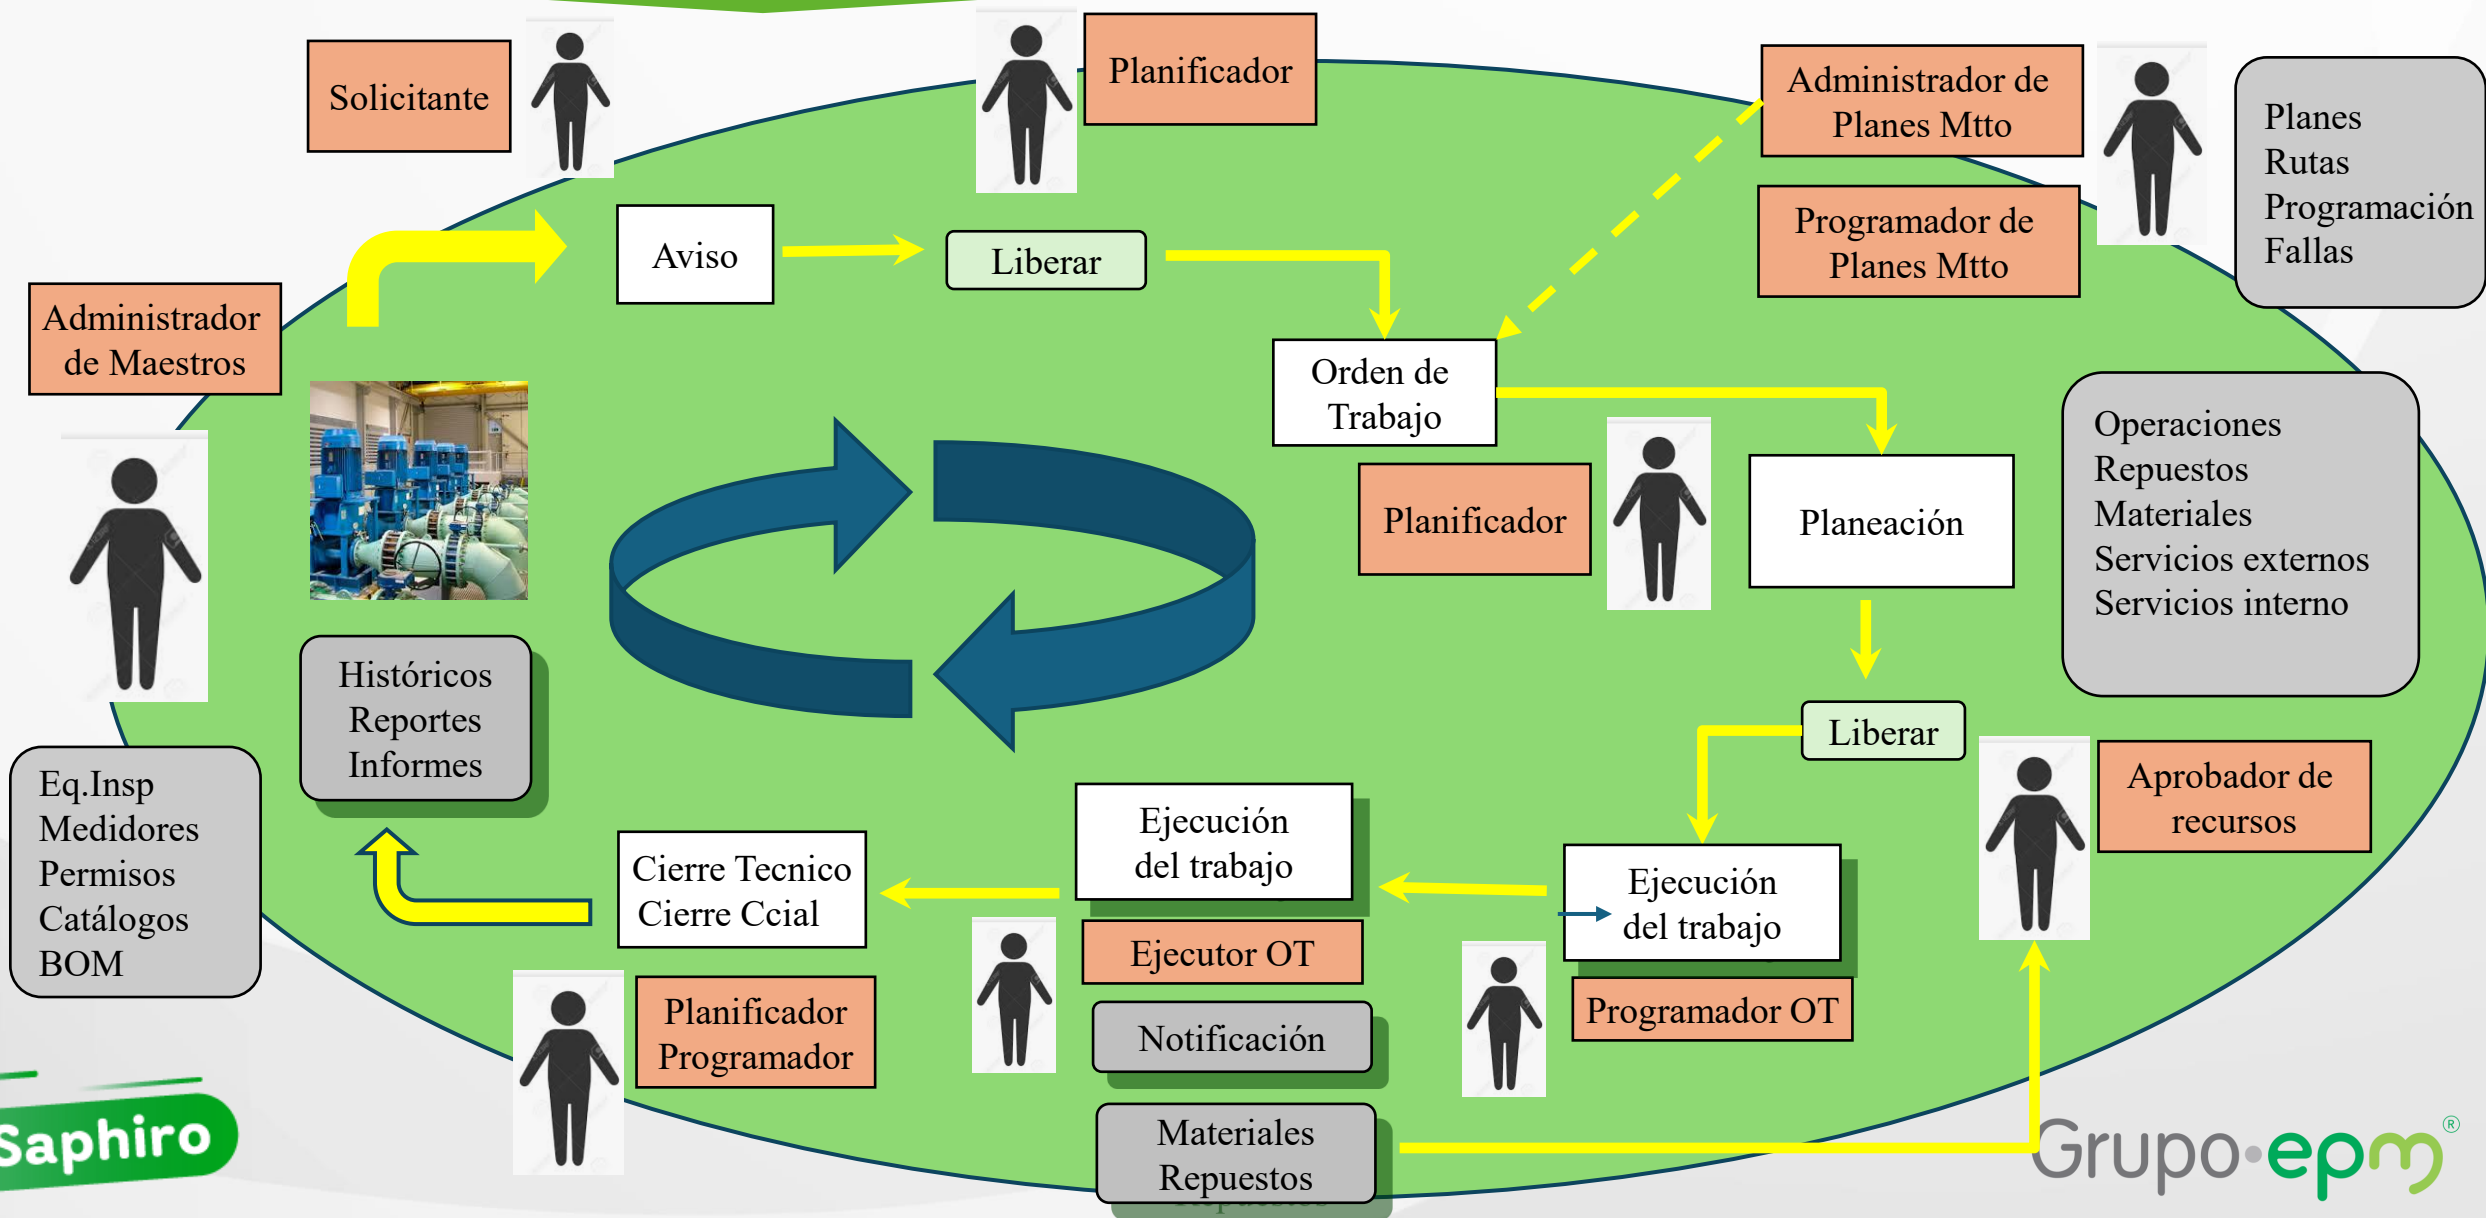 Solicitante
Planificador
Administrador de
Planes Mtto
Programador de
Planes Mtto
Planes
Rutas
Programación
Fallas
Aviso
Liberar
Administrador
de Maestros
Orden de
Trabajo
Planificador
Planeación
Operaciones
Repuestos
Materiales
Servicios externos
Servicios interno
Liberar
Aprobador de
recursos
Históricos
Reportes
Informes
Eq.Insp
Medidores
Permisos
Catálogos
BOM
Cierre Tecnico
Cierre Ccial
Planificador
Programador
Ejecución
del trabajo
Ejecutor OT
Notificación
Materiales
Repuestos
Repuestos
Ejecución
del trabajo
Programador OT
Saphiro
Grupo·epm®